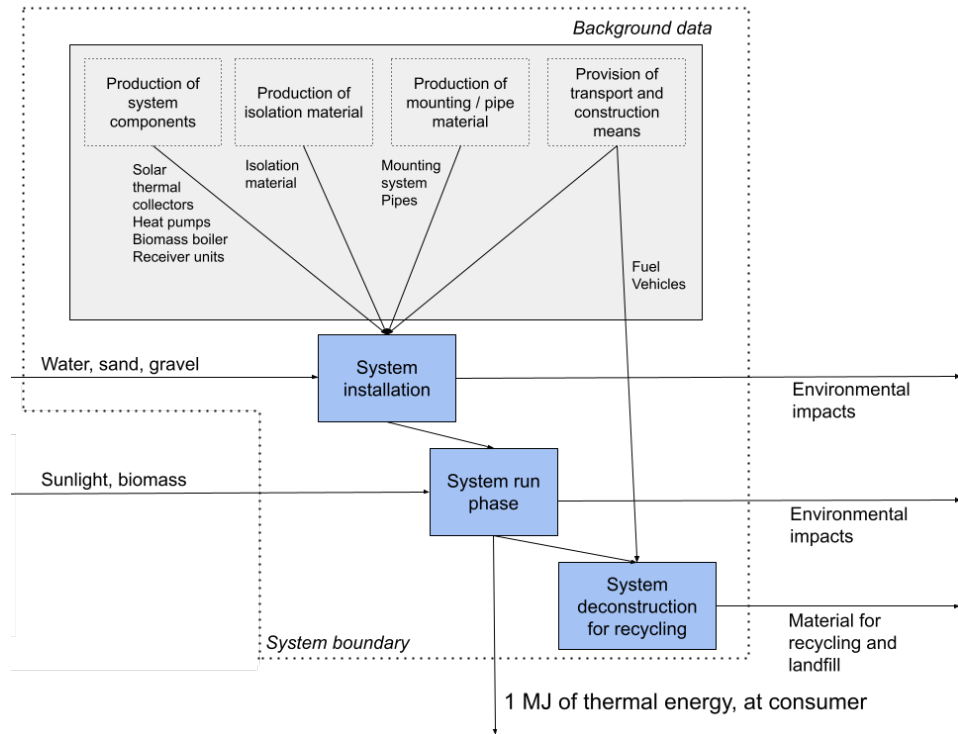 Background data
Production of
system
components
Production of
isolation material
Production of
mounting / pipe
material
Provision of
transport and
construction
means
Solar
thermal
collectors
Heat pumps
Biomass boiler
Receiver units
Isolation
material
Mounting
system
Pipes
Fuel
Vehicles
Water, sand, gravel
System
installation
Environmental
impacts
Sunlight, biomass
System run
phase
Environmental
impacts
System
deconstruction
for recycling
Material for
recycling and
landfill
System boundary
1 MJ of thermal energy, at consumer